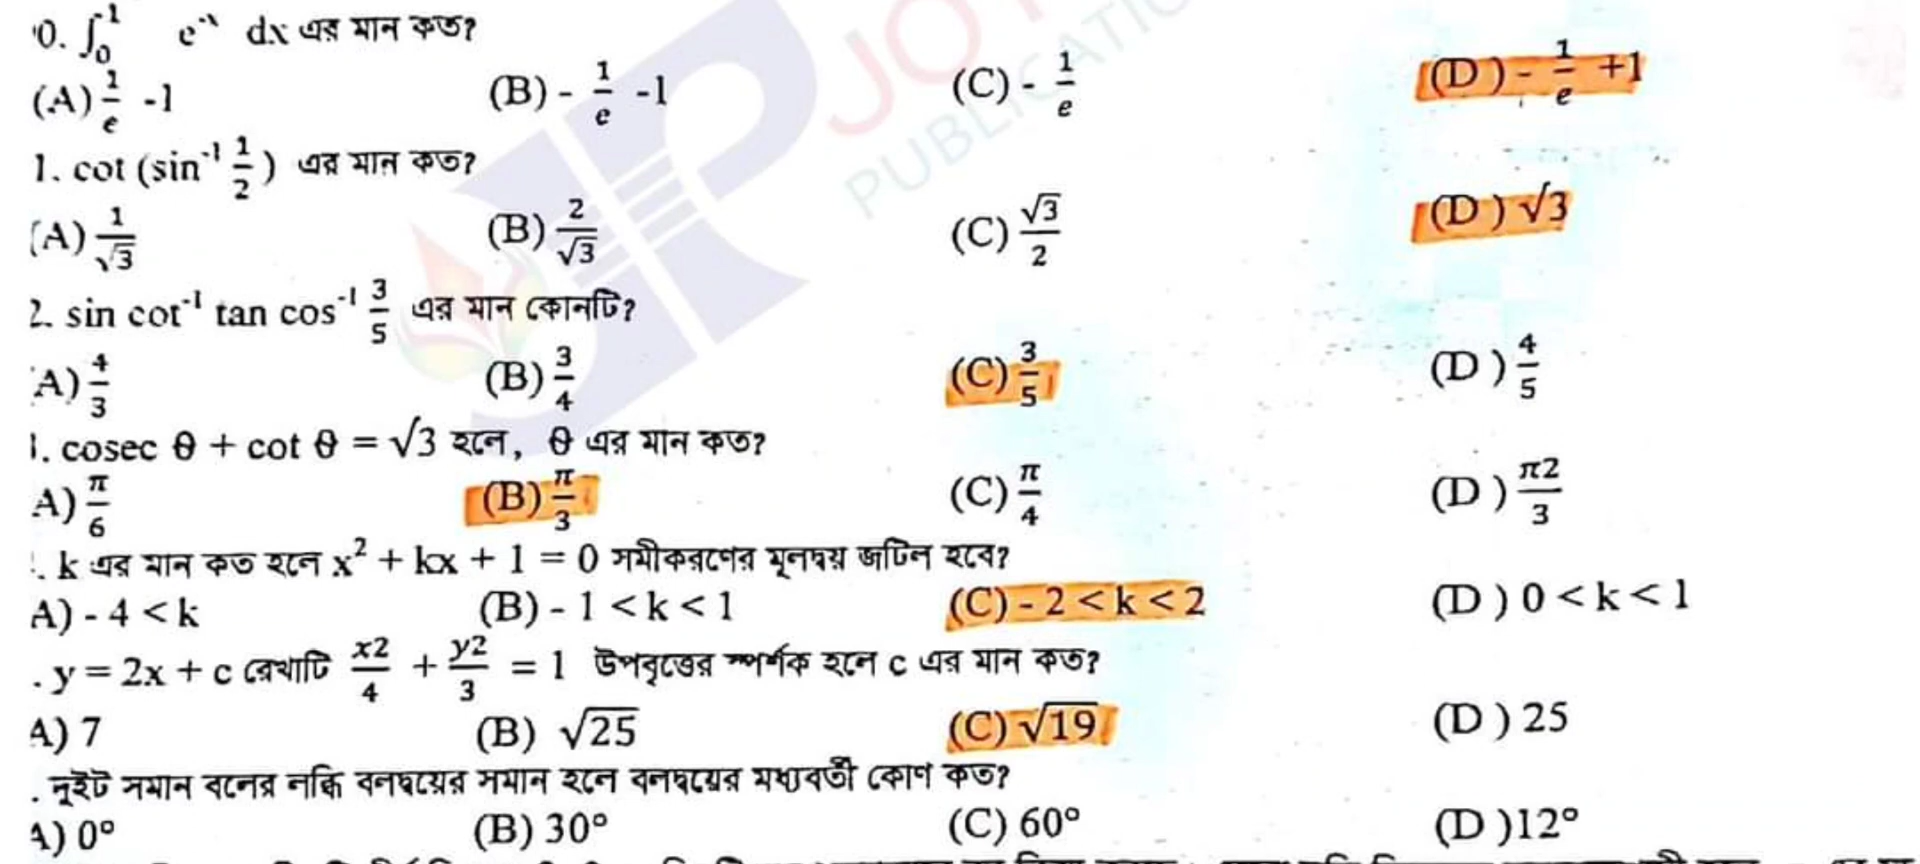 0. ∫₀¹ e⁻ˣ dx এর মান কত?
(A) 1/e -1 (B) - 1/e -1 (C) - 1/e (D) - 1/e +1
1. cot (sin⁻¹ 1/2) এর মান কত?
(A) 1/√3 (B) 2/√3 (C) √3/2 (D) √3
2. sin cot⁻¹ tan cos⁻¹ 3/5 এর মান কোনটি?
A) 4/3 (B) 3/4 (C) 3/5 (D) 4/5
. cosec θ + cot θ = √3 হলে, θ এর মান কত?
A) π/6 (B) π/3 (C) π/4 (D) π2/3
. k এর মান কত হলে x² + kx + 1 = 0 সমীকরণের মূলদ্বয় জটিল হবে?
A) - 4 < k (B) - 1 < k < 1 (C) - 2 < k < 2 (D) 0 < k < 1
. y = 2x + c রেখাটি x2/4 + y2/3 = 1 উপবৃত্তের স্পর্শক হলে c এর মান কত?
A) 7 (B) √25 (C) √19 (D) 25
. দুইট সমান বলের লব্ধি বলদ্বয়ের সমান হলে বলদ্বয়ের মধ্যবর্তী কোণ কত?
A) 0° (B) 30° (C) 60° (D) 12°